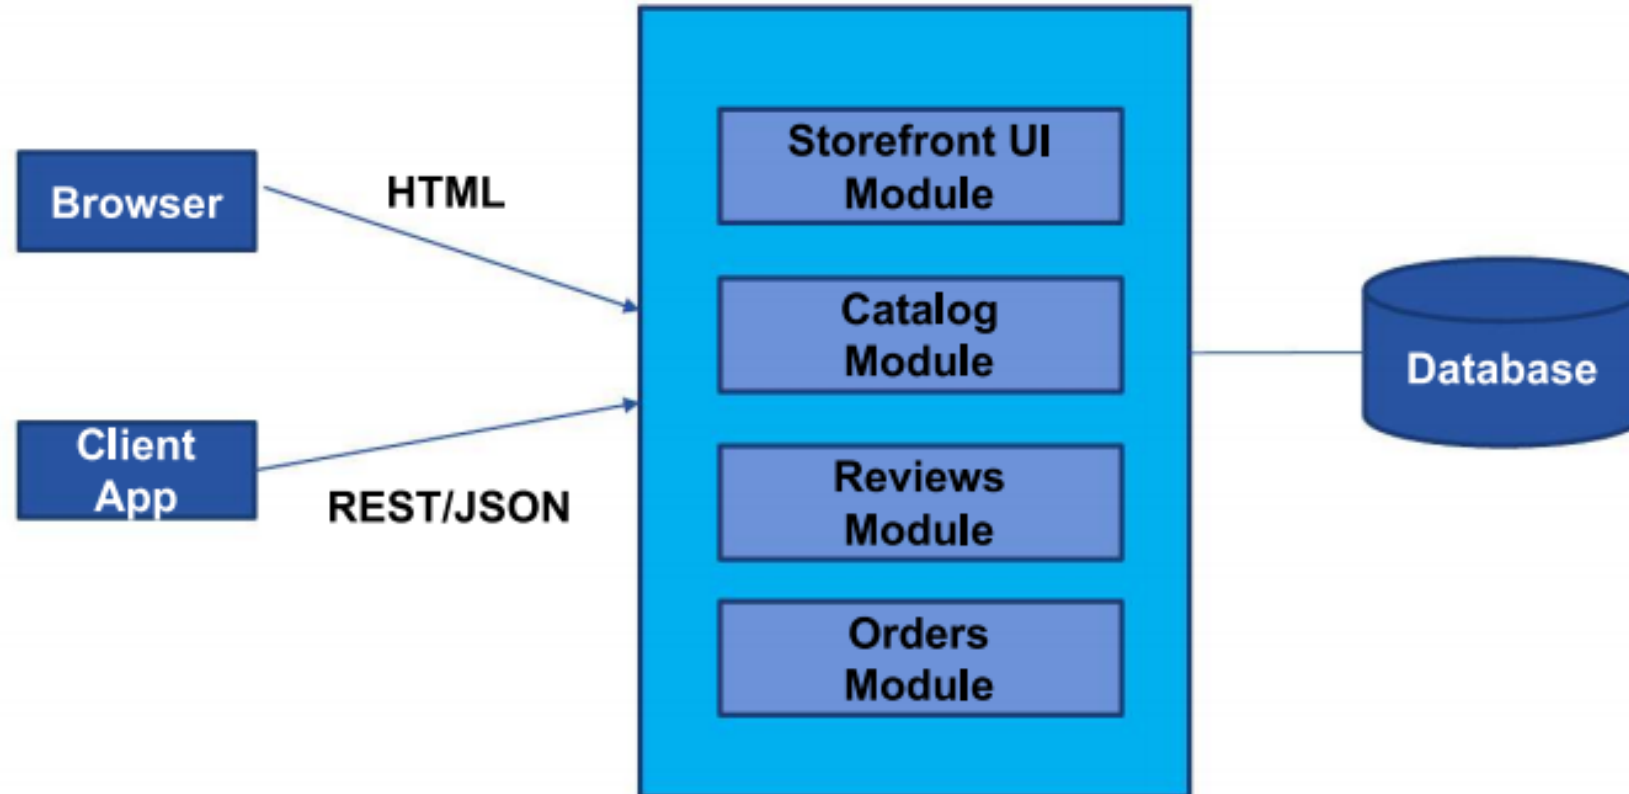 Browser
HTML
Client
App
REST/JSON
Storefront UI
Module
Catalog
Module
Reviews
Module
Orders
Module
Database